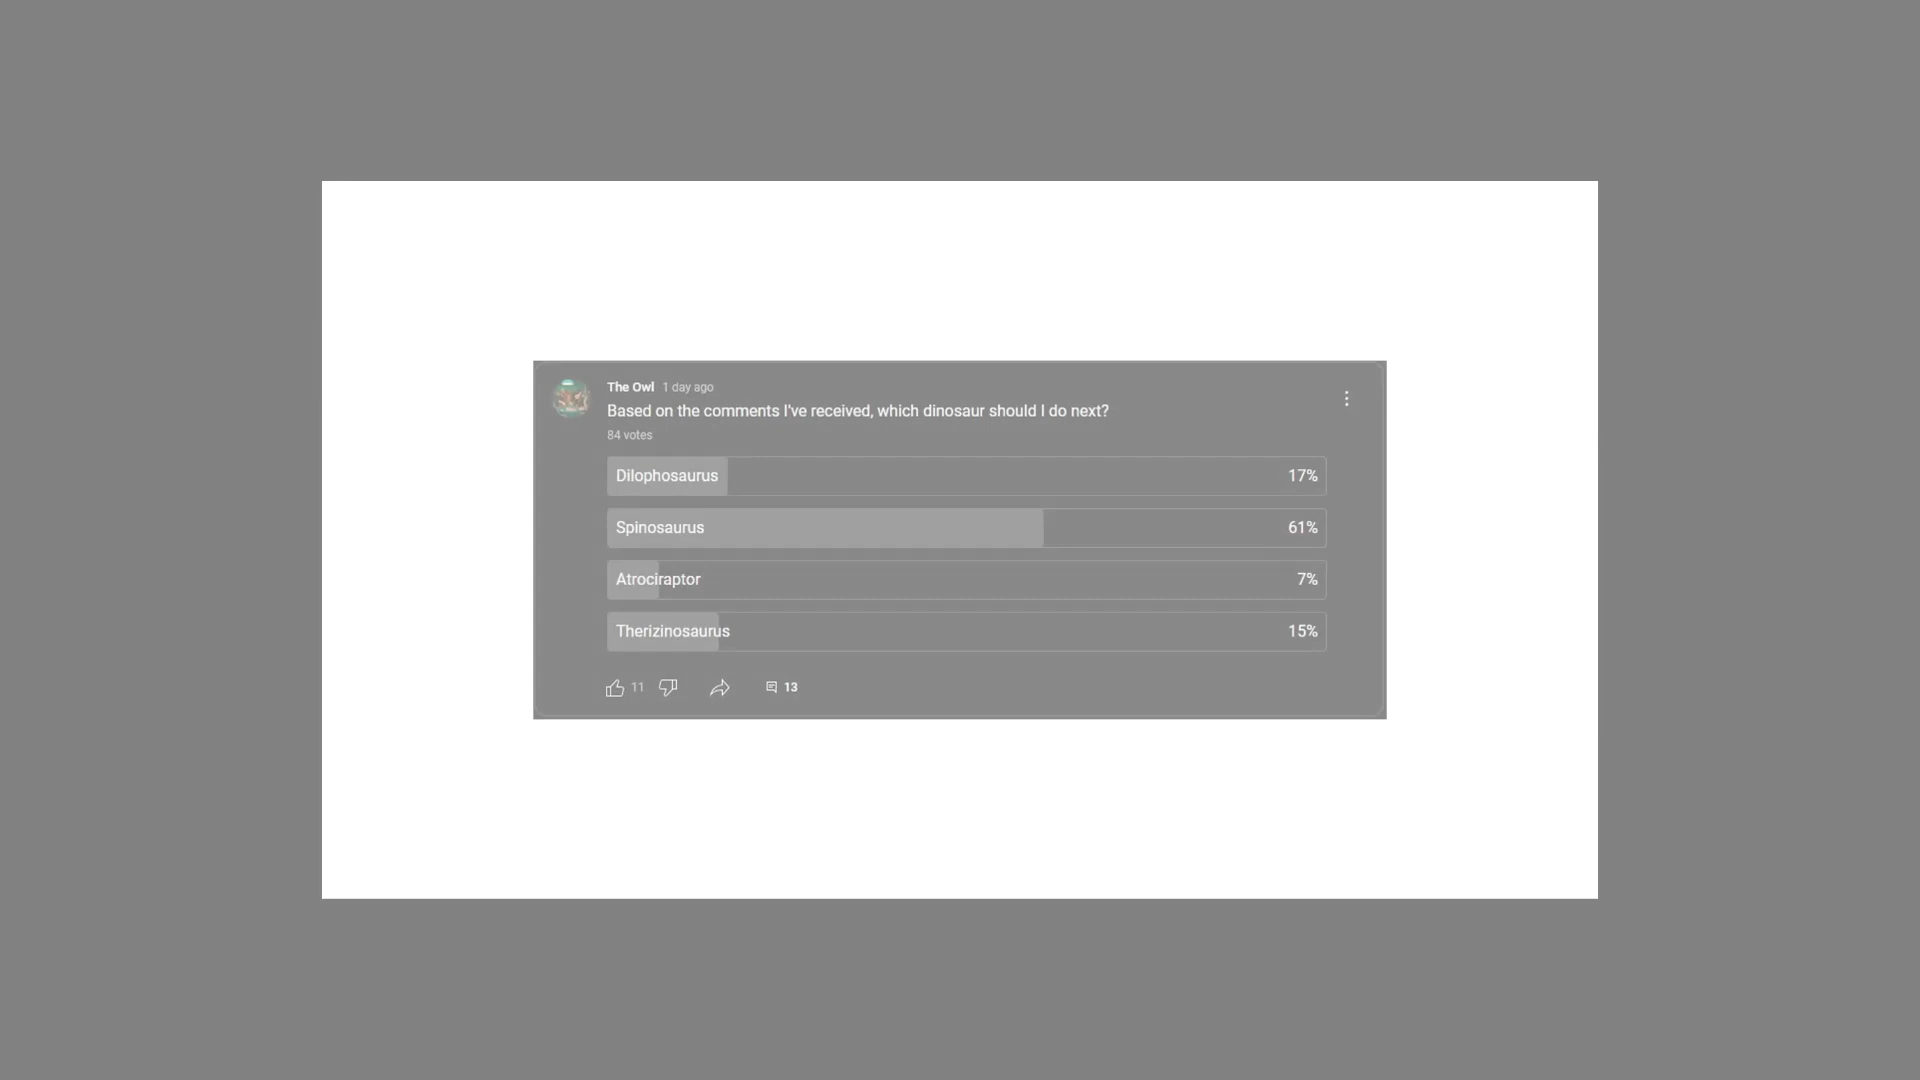 The Owl 1 day ago
Based on the comments I've received, which dinosaur should I do next?
84 votes
Dilophosaurus 17%
Spinosaurus 61%
Atrociraptor 7%
Therizinosaurus 15%
11 13